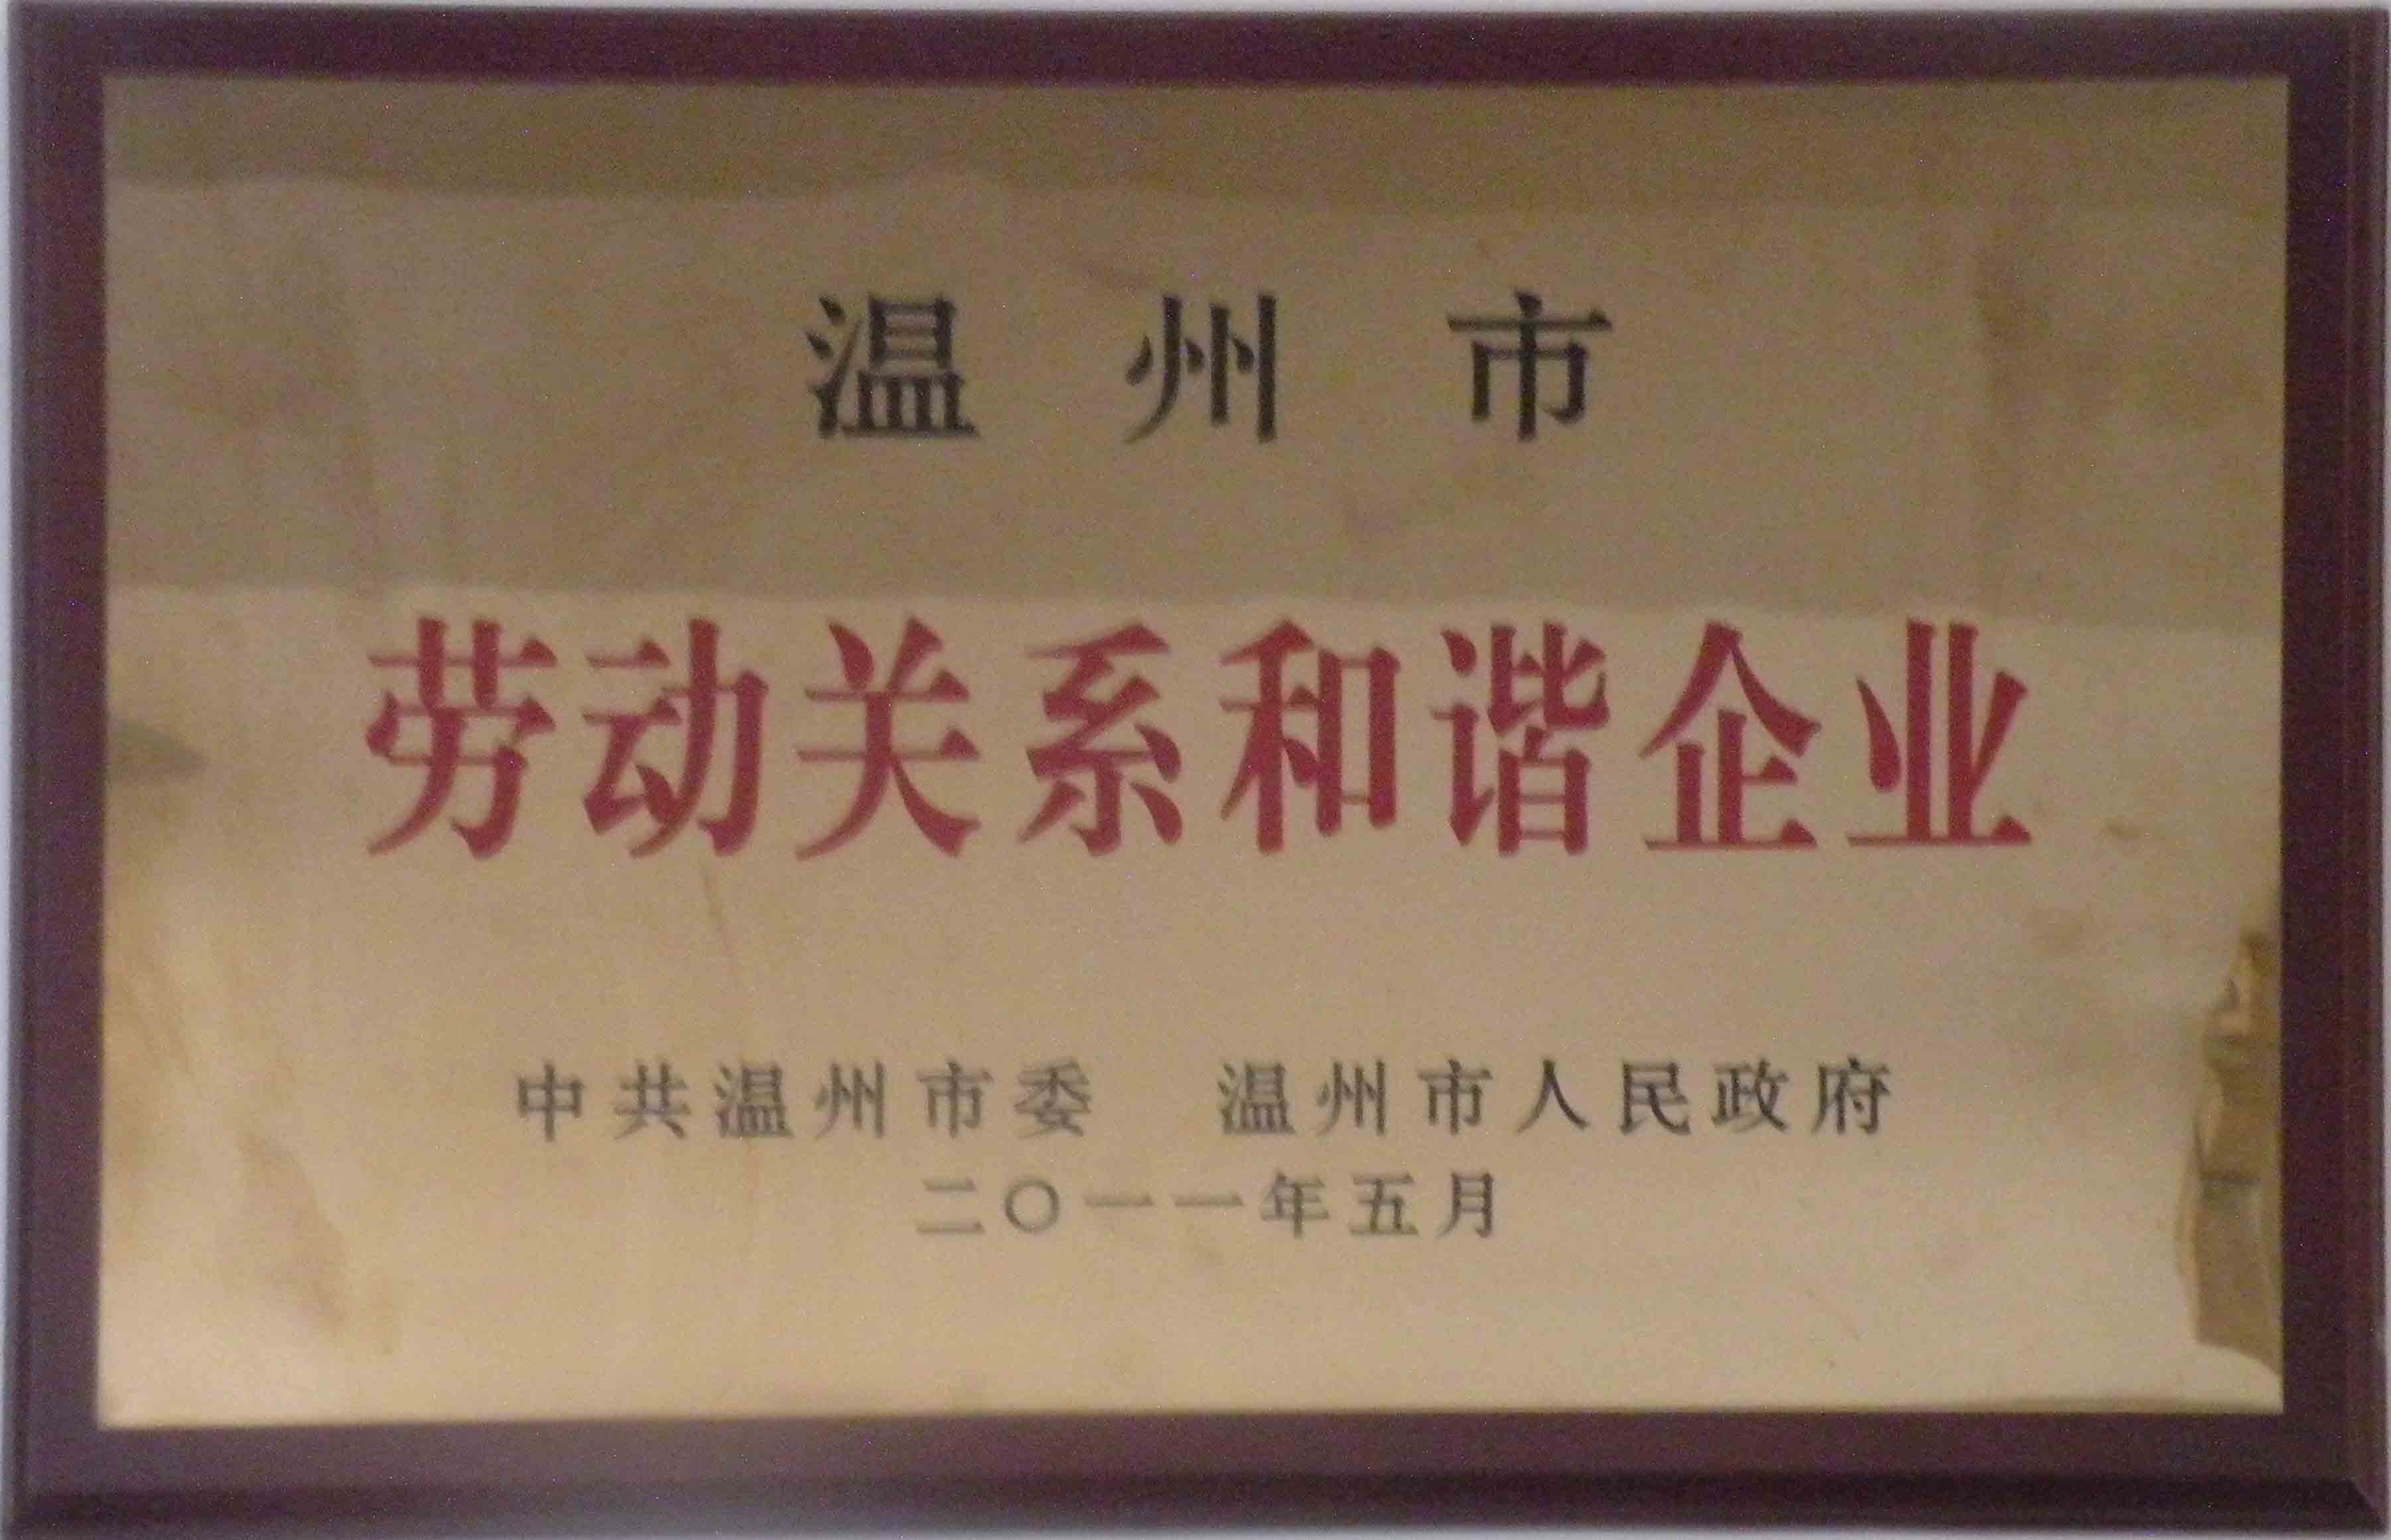 温州市
劳动关系和谐企业
中共温州市委 温州市人民政府
二〇一一年五月